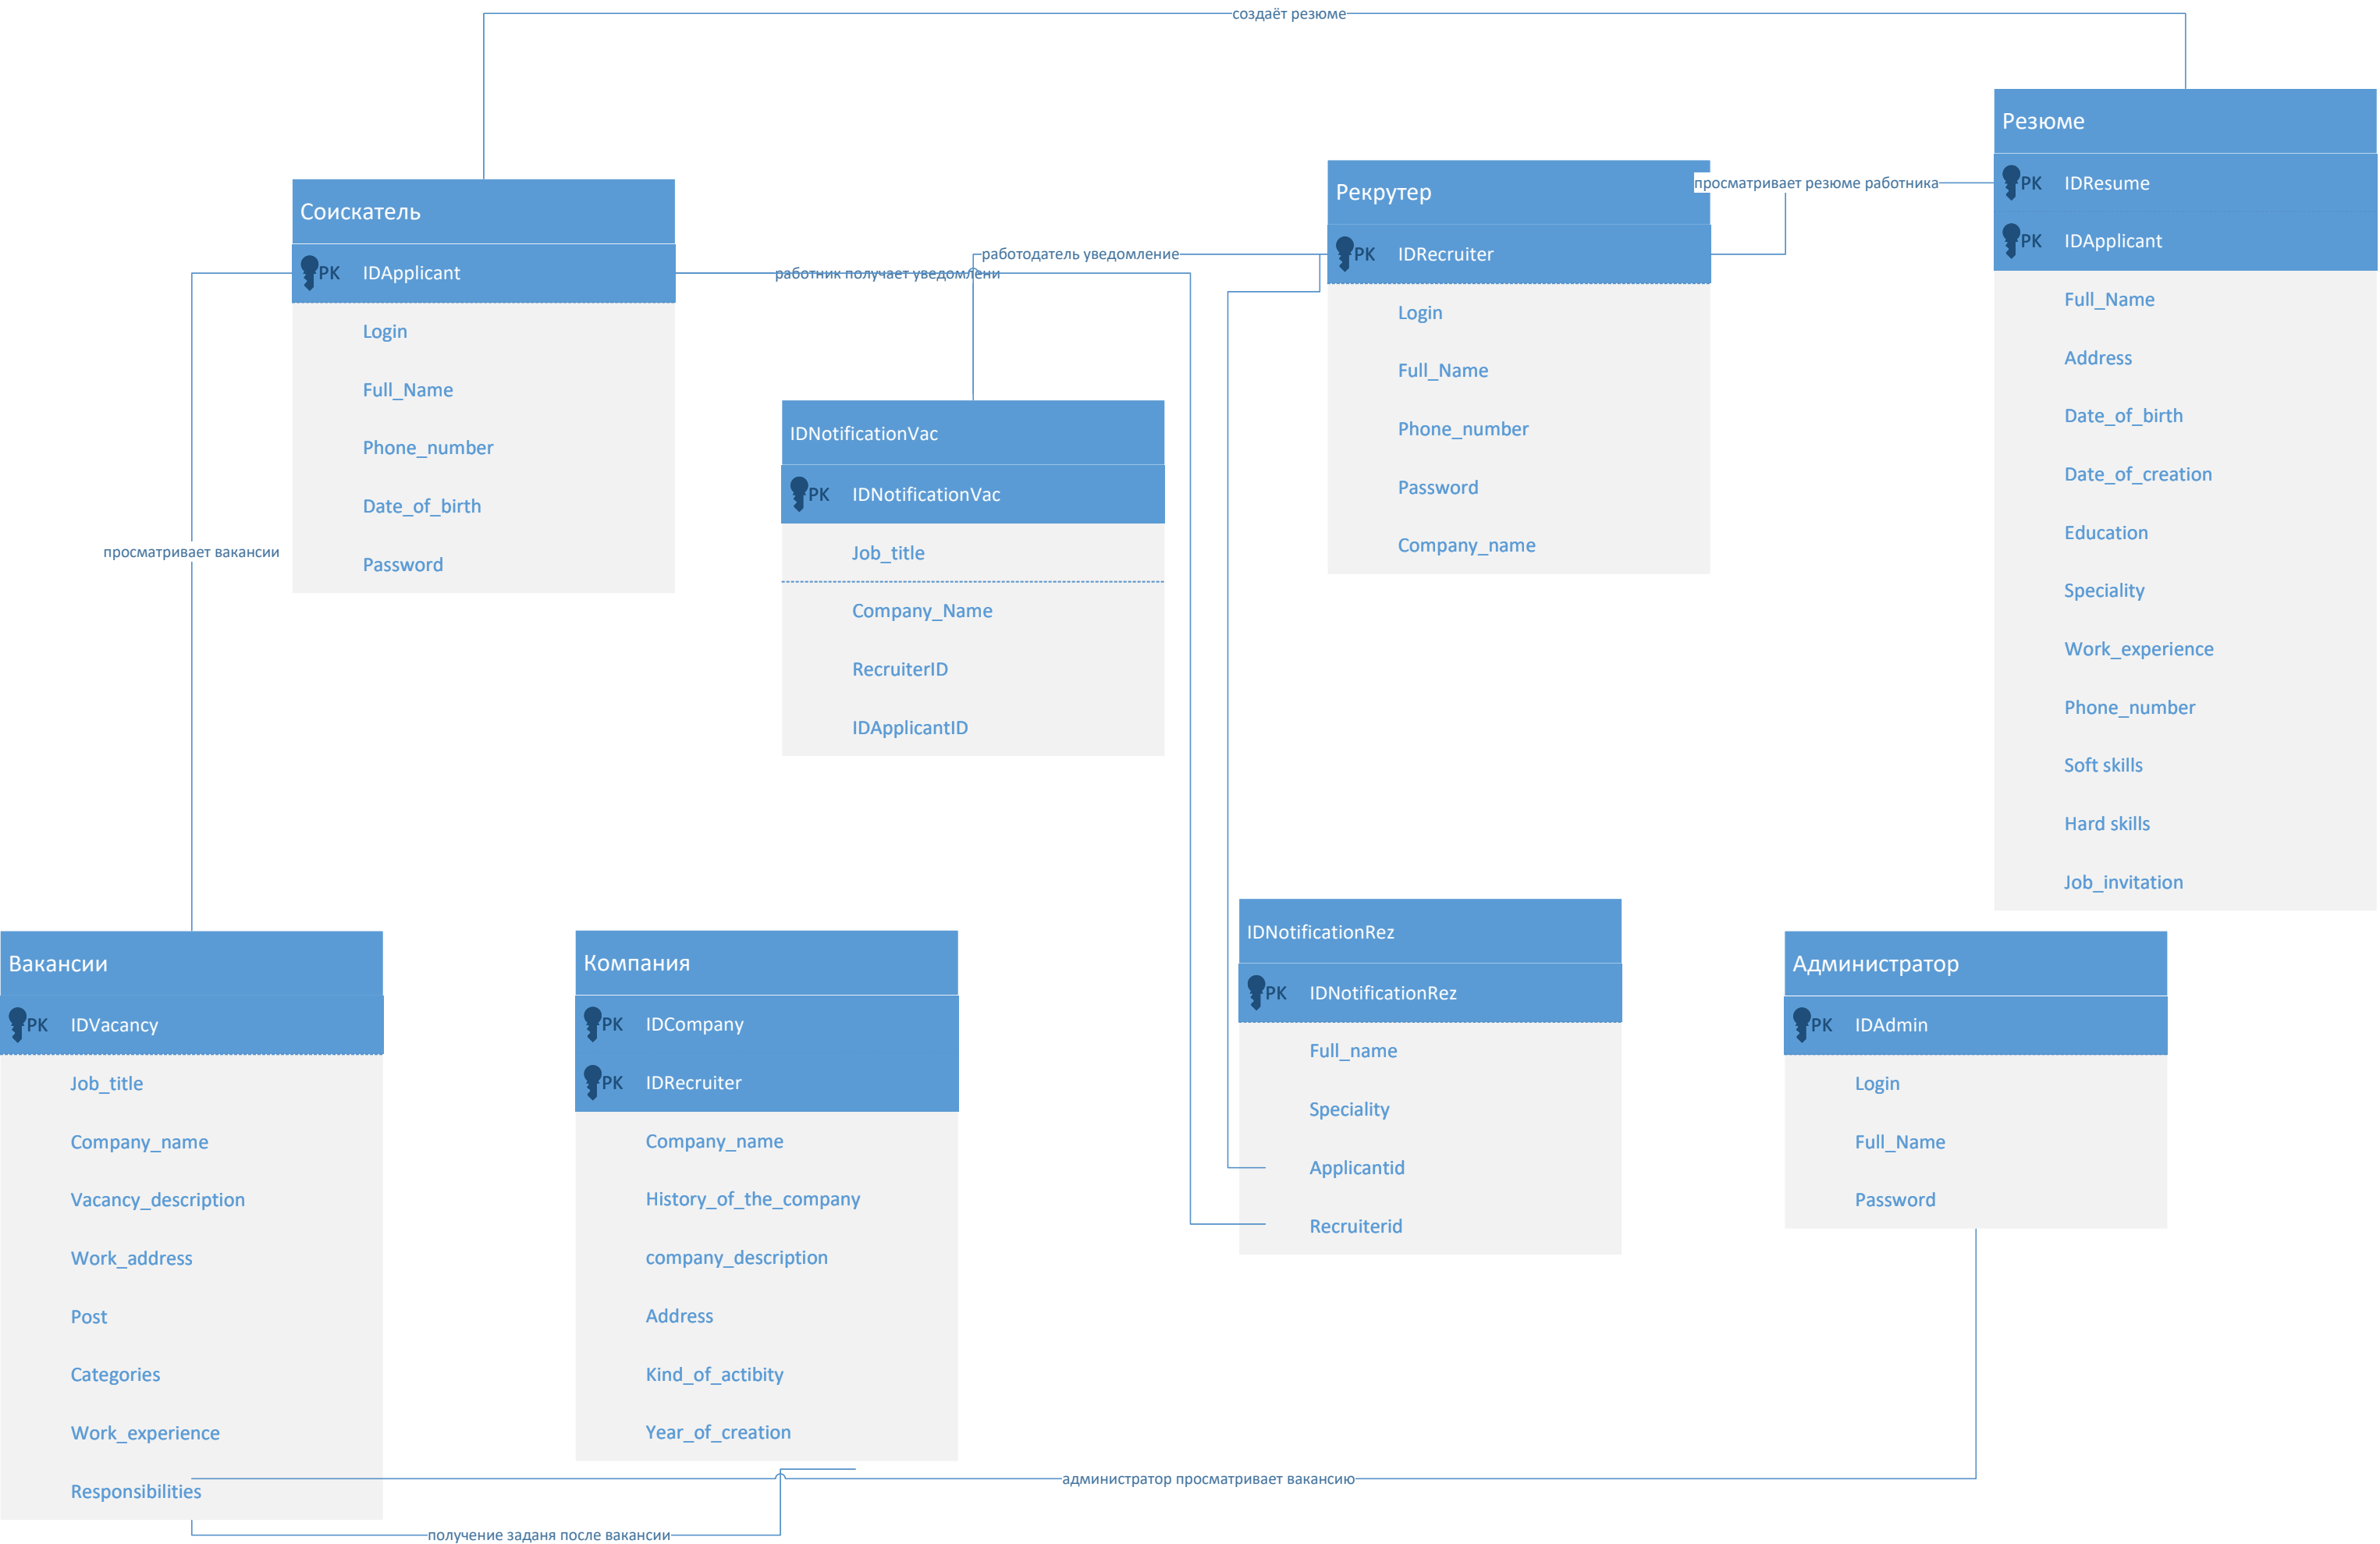 создаёт резюме
Соискатель
PK IDApplicant
Login
Full_Name
Phone_number
Date_of_birth
Password
работник получает уведомлени
работодатель уведомление
IDNotificationVac
PK IDNotificationVac
Job_title
Company_Name
RecruiterID
IDApplicantID
Рекрутер
PK IDRecruiter
Login
Full_Name
Phone_number
Password
Company_name
просматривает резюме работника
Резюме
PK IDResume
PK IDApplicant
Full_Name
Address
Date_of_birth
Date_of_creation
Education
Speciality
Work_experience
Phone_number
Soft skills
Hard skills
Job_invitation
просматривает вакансии
Вакансии
PK IDVacancy
Job_title
Company_name
Vacancy_description
Work_address
Post
Categories
Work_experience
Responsibilities
Компания
PK IDCompany
PK IDRecruiter
Company_name
History_of_the_company
company_description
Address
Kind_of_actibity
Year_of_creation
IDNotificationRez
PK IDNotificationRez
Full_name
Speciality
Applicantid
Recruiterid
Администратор
PK IDAdmin
Login
Full_Name
Password
администратор просматривает вакансию
получение заданя после вакансии